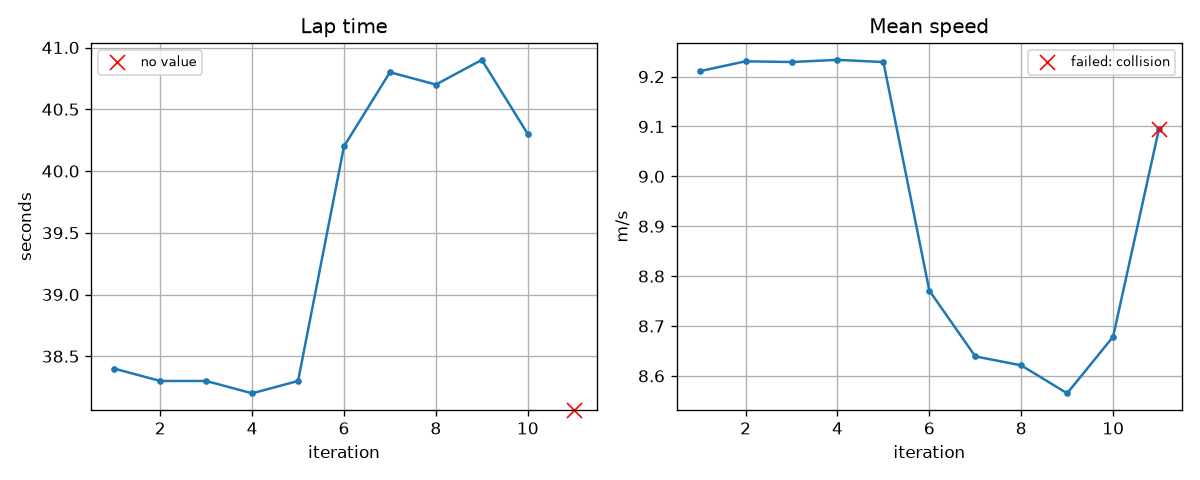 Lap time
no value
41.0
40.5
40.0
39.5
39.0
38.5
seconds
2 4 6 8 10
iteration
Mean speed
failed: collision
9.2
9.1
9.0
8.9
8.8
8.7
8.6
m/s
2 4 6 8 10
iteration